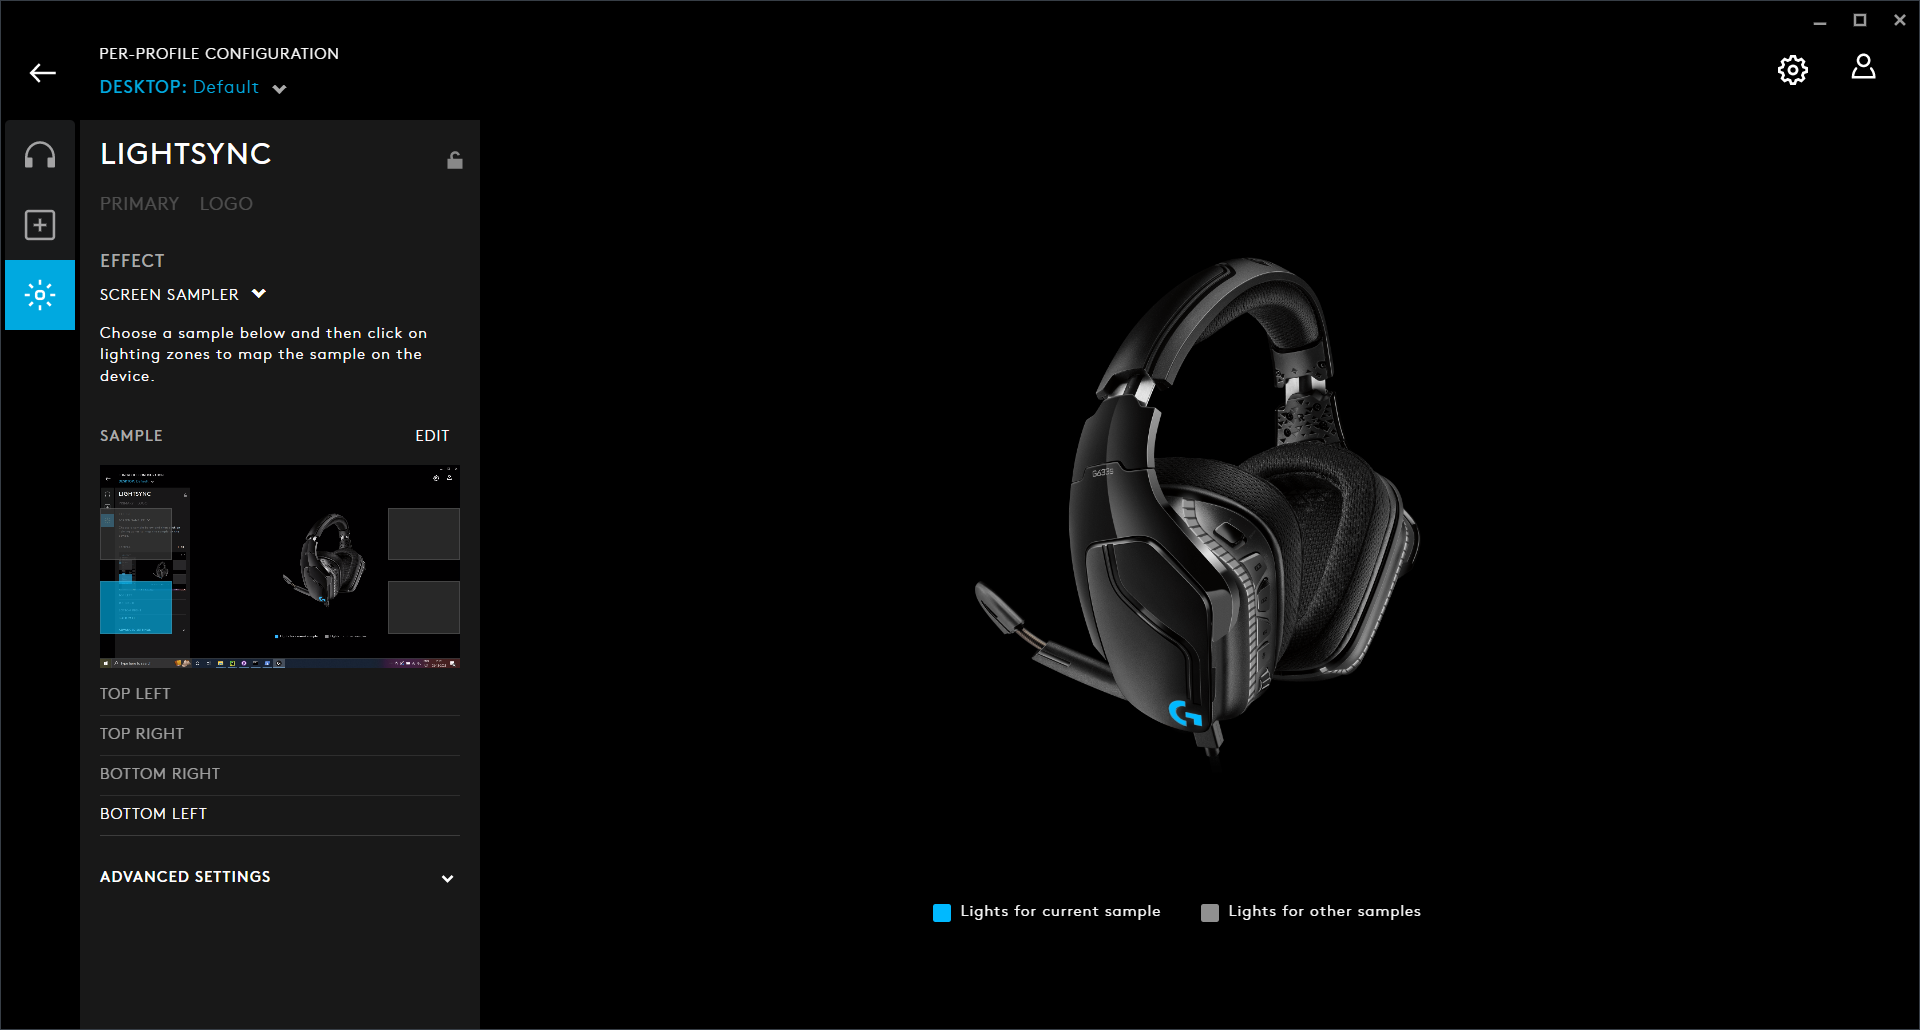 PER-PROFILE CONFIGURATION
DESKTOP: Default
LIGHTSYNC
PRIMARY LOGO
EFFECT
SCREEN SAMPLER
Choose a sample below and then click on
lighting zones to map the sample on the
device.
SAMPLE EDIT
LIGHTSYNC
TOP LEFT
TOP RIGHT
BOTTOM RIGHT
BOTTOM LEFT
ADVANCED SETTINGS
G633s
Lights for current sample
Lights for other samples